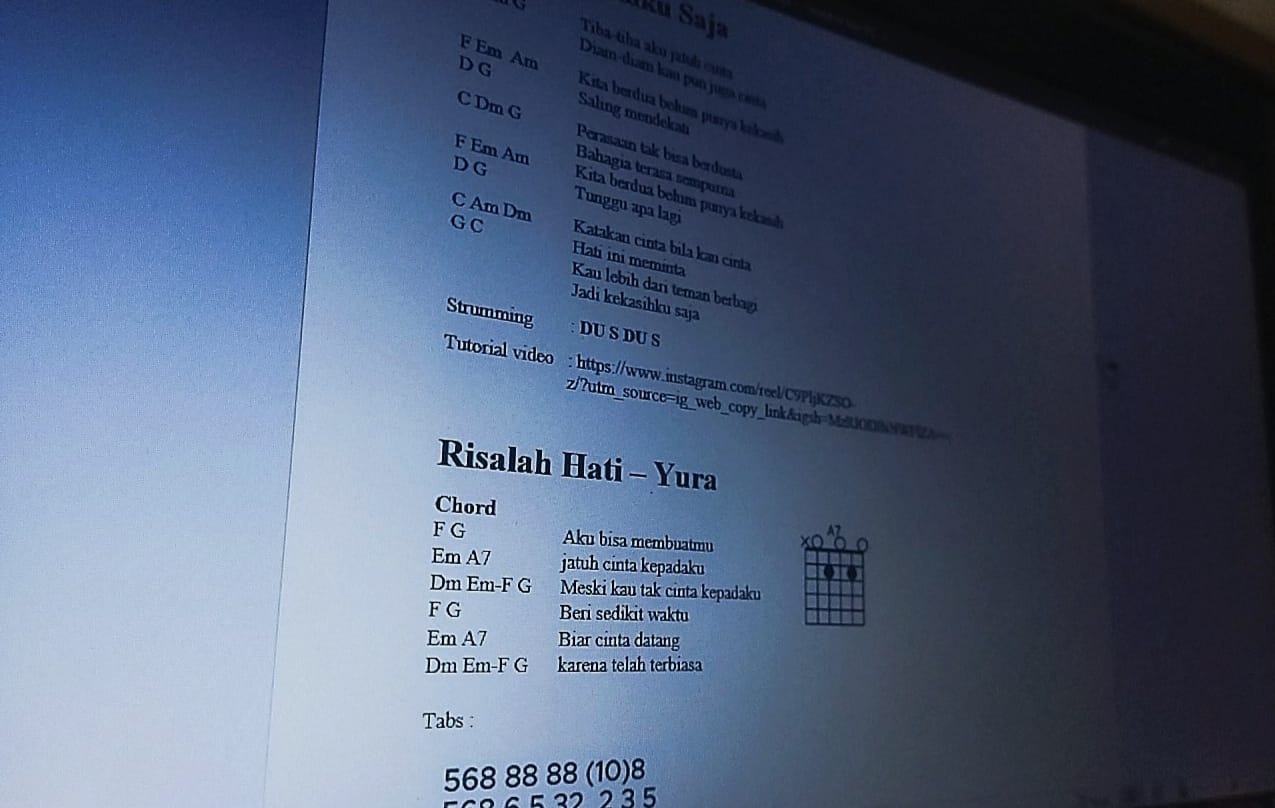 G
ku Saja
Tiba-tiba aku jatuh cinta
Diam-diam kau pun juga cinta
F Em Am Kita berdua belum punya kekasih
D G Saling mendekati
C Dm G Perasaan tak bisa berdusta
Bahagia terasa sempurna
F Em Am Kita berdua belum punya kekasih
D G Tunggu apa lagi
C Am Dm Katakan cinta bila kau cinta
G C Hati ini meminta
Kau lebih dari teman berbagi
Jadi kekasihku saja
Strumming : DU S DU S
Tutorial video : https://www.instagram.com/reel/
z/?utm_source=ig_web_copy_link&igsh=
Risalah Hati – Yura
Chord
F G Aku bisa membuatmu
Em A7 jatuh cinta kepadaku
Dm Em-F G Meski kau tak cinta kepadaku
F G Beri sedikit waktu
Em A7 Biar cinta datang
Dm Em-F G karena telah terbiasa
A7
XO O O
Tabs :
568 88 88 (10)8
568 6 5 32 2 3 5